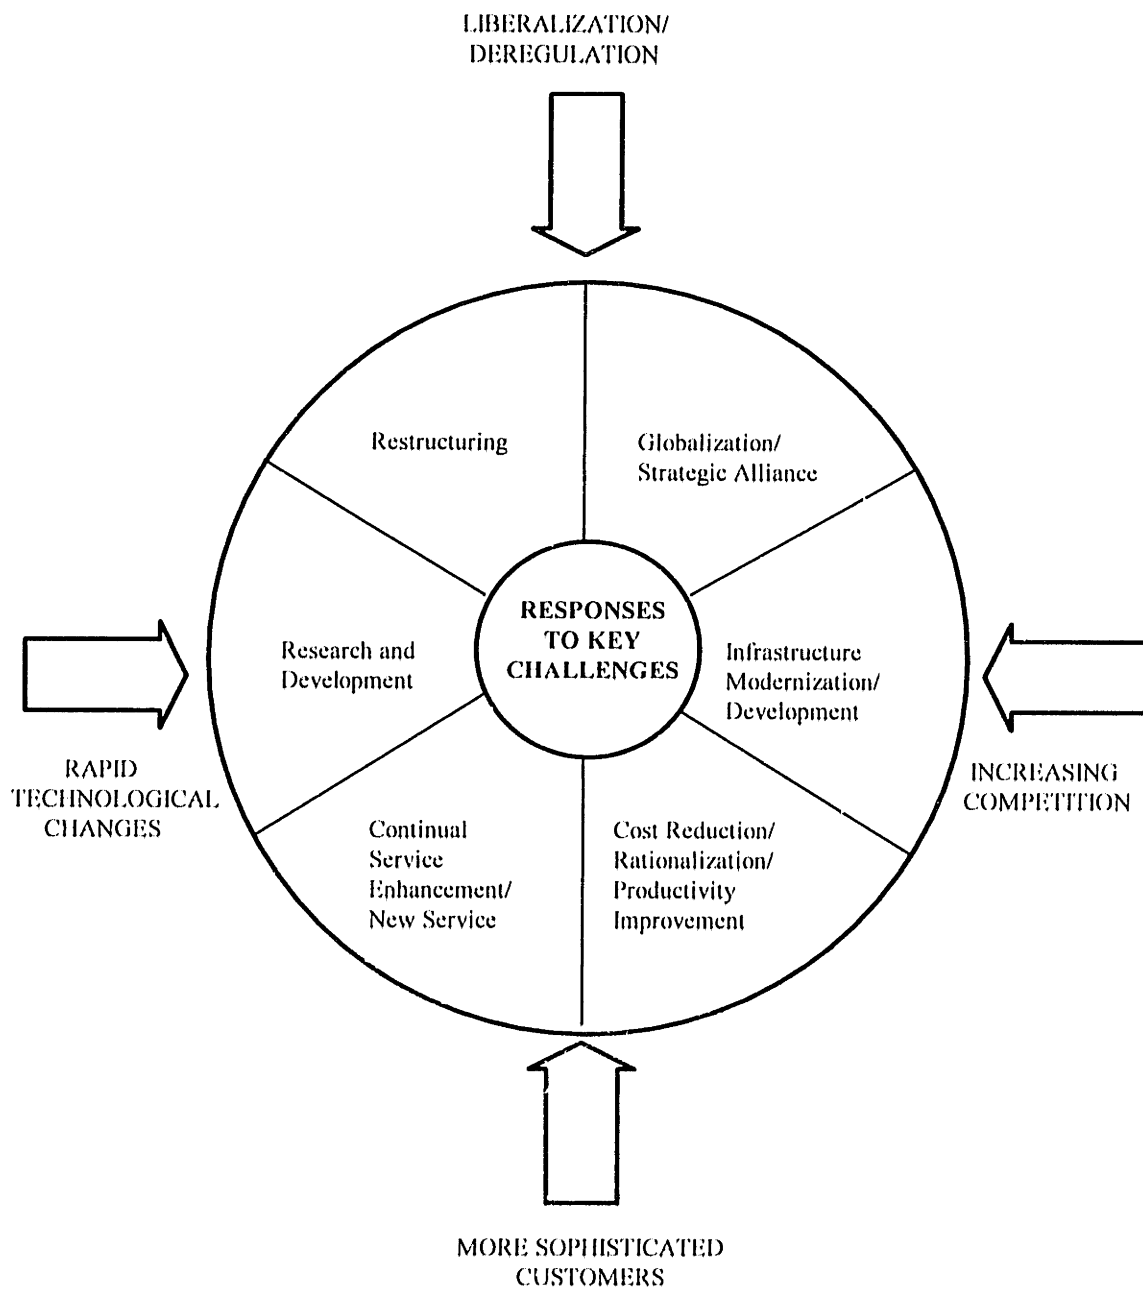 LIBERALIZATION/
DEREGULATION
Restructuring
Globalization/
Strategic Alliance
RESPONSES
TO KEY
CHALLENGES
Research and
Development
Infrastructure
Modernization/
Development
RAPID
TECHNOLOGICAL
CHANGES
INCREASING
COMPETITION
Continual
Service
Enhancement/
New Service
Cost Reduction/
Rationalization/
Productivity
Improvement
MORE SOPHISTICATED
CUSTOMERS